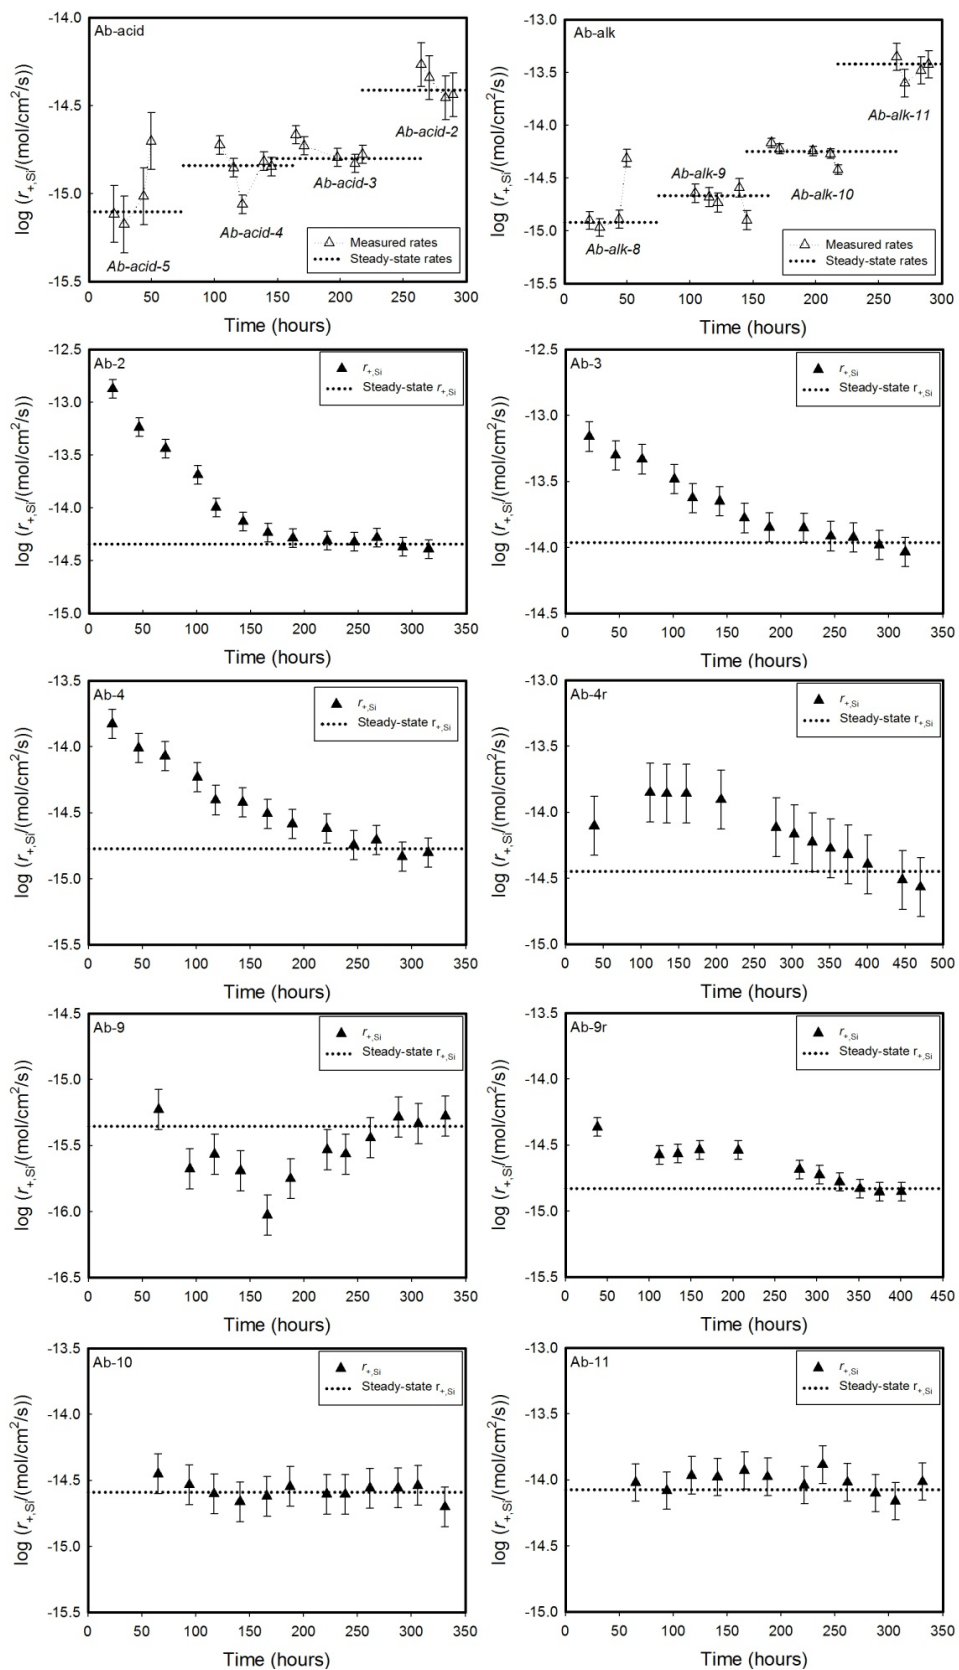 Ab-acid
log (r+,Si/(mol/cm²/s))
-14.0
-14.5
-15.0
-15.5
Ab-acid-2
Ab-acid-3
Ab-acid-4
Ab-acid-5
Measured rates
Steady-state rates
0 50 100 150 200 250 300
Time (hours)
Ab-alk
log (r+,Si/(mol/cm²/s))
-13.0
-13.5
-14.0
-14.5
-15.0
-15.5
Ab-alk-11
Ab-alk-9
Ab-alk-10
Ab-alk-8
Measured rates
Steady-state rates
0 50 100 150 200 250 300
Time (hours)
Ab-2
log (r+,Si/(mol/cm²/s))
-12.5
-13.0
-13.5
-14.0
-14.5
-15.0
r+,Si
Steady-state r+,Si
0 50 100 150 200 250 300 350
Time (hours)
Ab-3
log (r+,Si/(mol/cm²/s))
-12.5
-13.0
-13.5
-14.0
-14.5
r+,Si
Steady-state r+,Si
0 50 100 150 200 250 300 350
Time (hours)
Ab-4
log (r+,Si/(mol/cm²/s))
-13.5
-14.0
-14.5
-15.0
-15.5
r+,Si
Steady-state r+,Si
0 50 100 150 200 250 300 350
Time (hours)
Ab-4r
log (r+,Si/(mol/cm²/s))
-13.0
-13.5
-14.0
-14.5
-15.0
r+,Si
Steady-state r+,Si
0 50 100 150 200 250 300 350 400 450 500
Time (hours)
Ab-9
log (r+,Si/(mol/cm²/s))
-14.5
-15.0
-15.5
-16.0
-16.5
r+,Si
Steady-state r+,Si
0 50 100 150 200 250 300 350
Time (hours)
Ab-9r
log (r+,Si/(mol/cm²/s))
-13.5
-14.0
-14.5
-15.0
-15.5
r+,Si
Steady-state r+,Si
0 50 100 150 200 250 300 350 400 450
Time (hours)
Ab-10
log (r+,Si/(mol/cm²/s))
-13.5
-14.0
-14.5
-15.0
-15.5
r+,Si
Steady-state r+,Si
0 50 100 150 200 250 300 350
Time (hours)
Ab-11
log (r+,Si/(mol/cm²/s))
-13.0
-13.5
-14.0
-14.5
-15.0
r+,Si
Steady-state r+,Si
0 50 100 150 200 250 300 350
Time (hours)